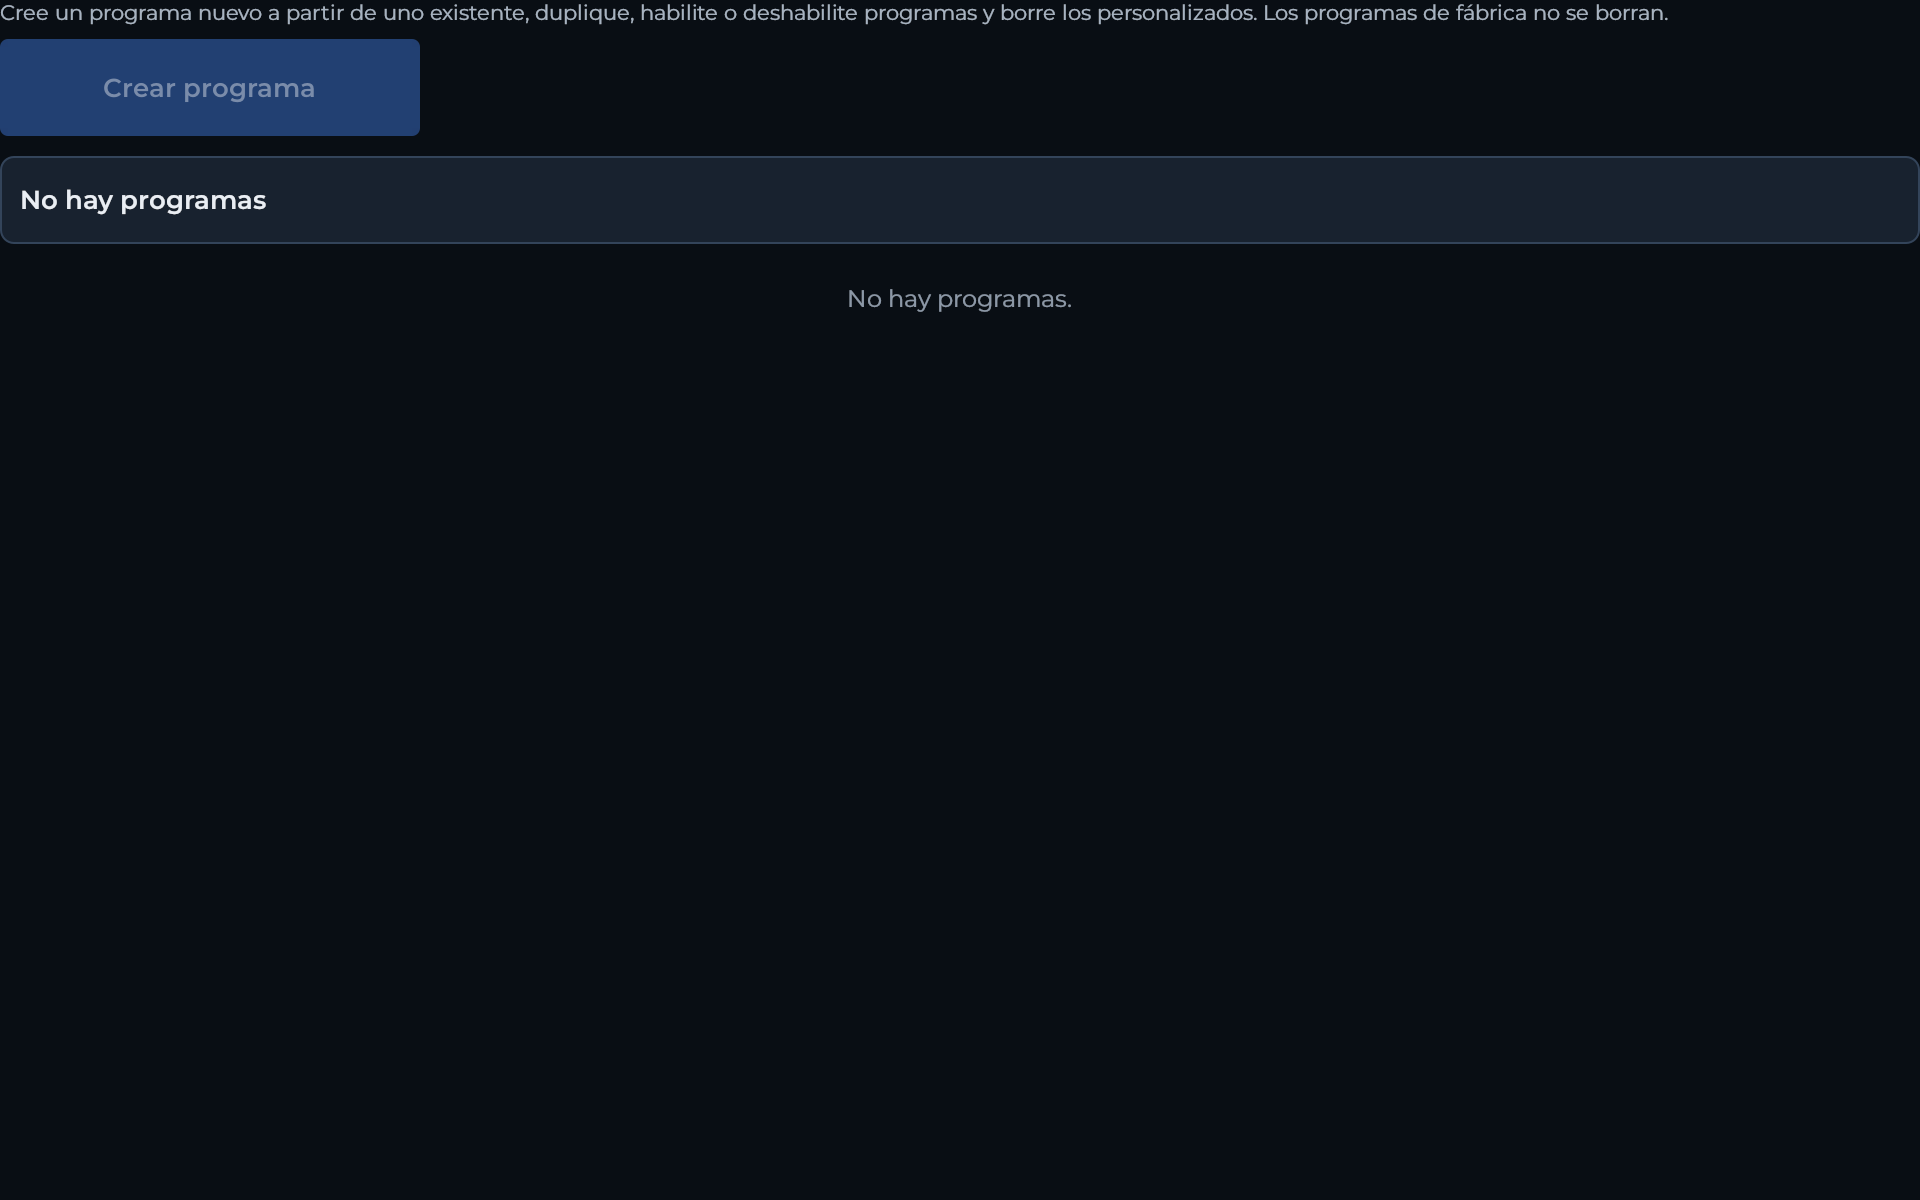 Cree un programa nuevo a partir de uno existente, duplique, habilite o deshabilite programas y borre los personalizados. Los programas de fábrica no se borran.
Crear programa
No hay programas
No hay programas.